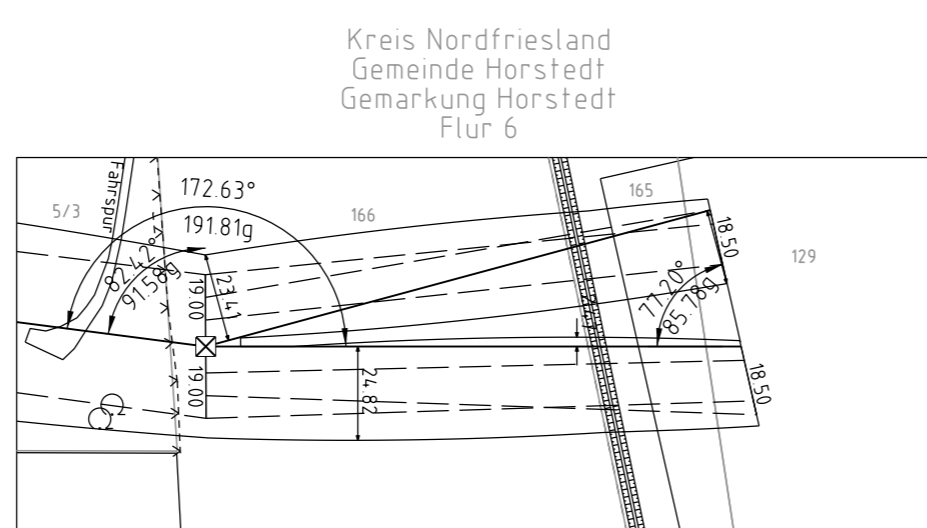 Kreis Nordfriesland
Gemeinde Horstedt
Gemarkung Horstedt
Flur 6
Fahrspur
172.63°
165
5/3
166
191.81g
18.50
82.42°
91.58g
129
23.41
77.20°
85.78g
19.00
19.00
24.82
18.50